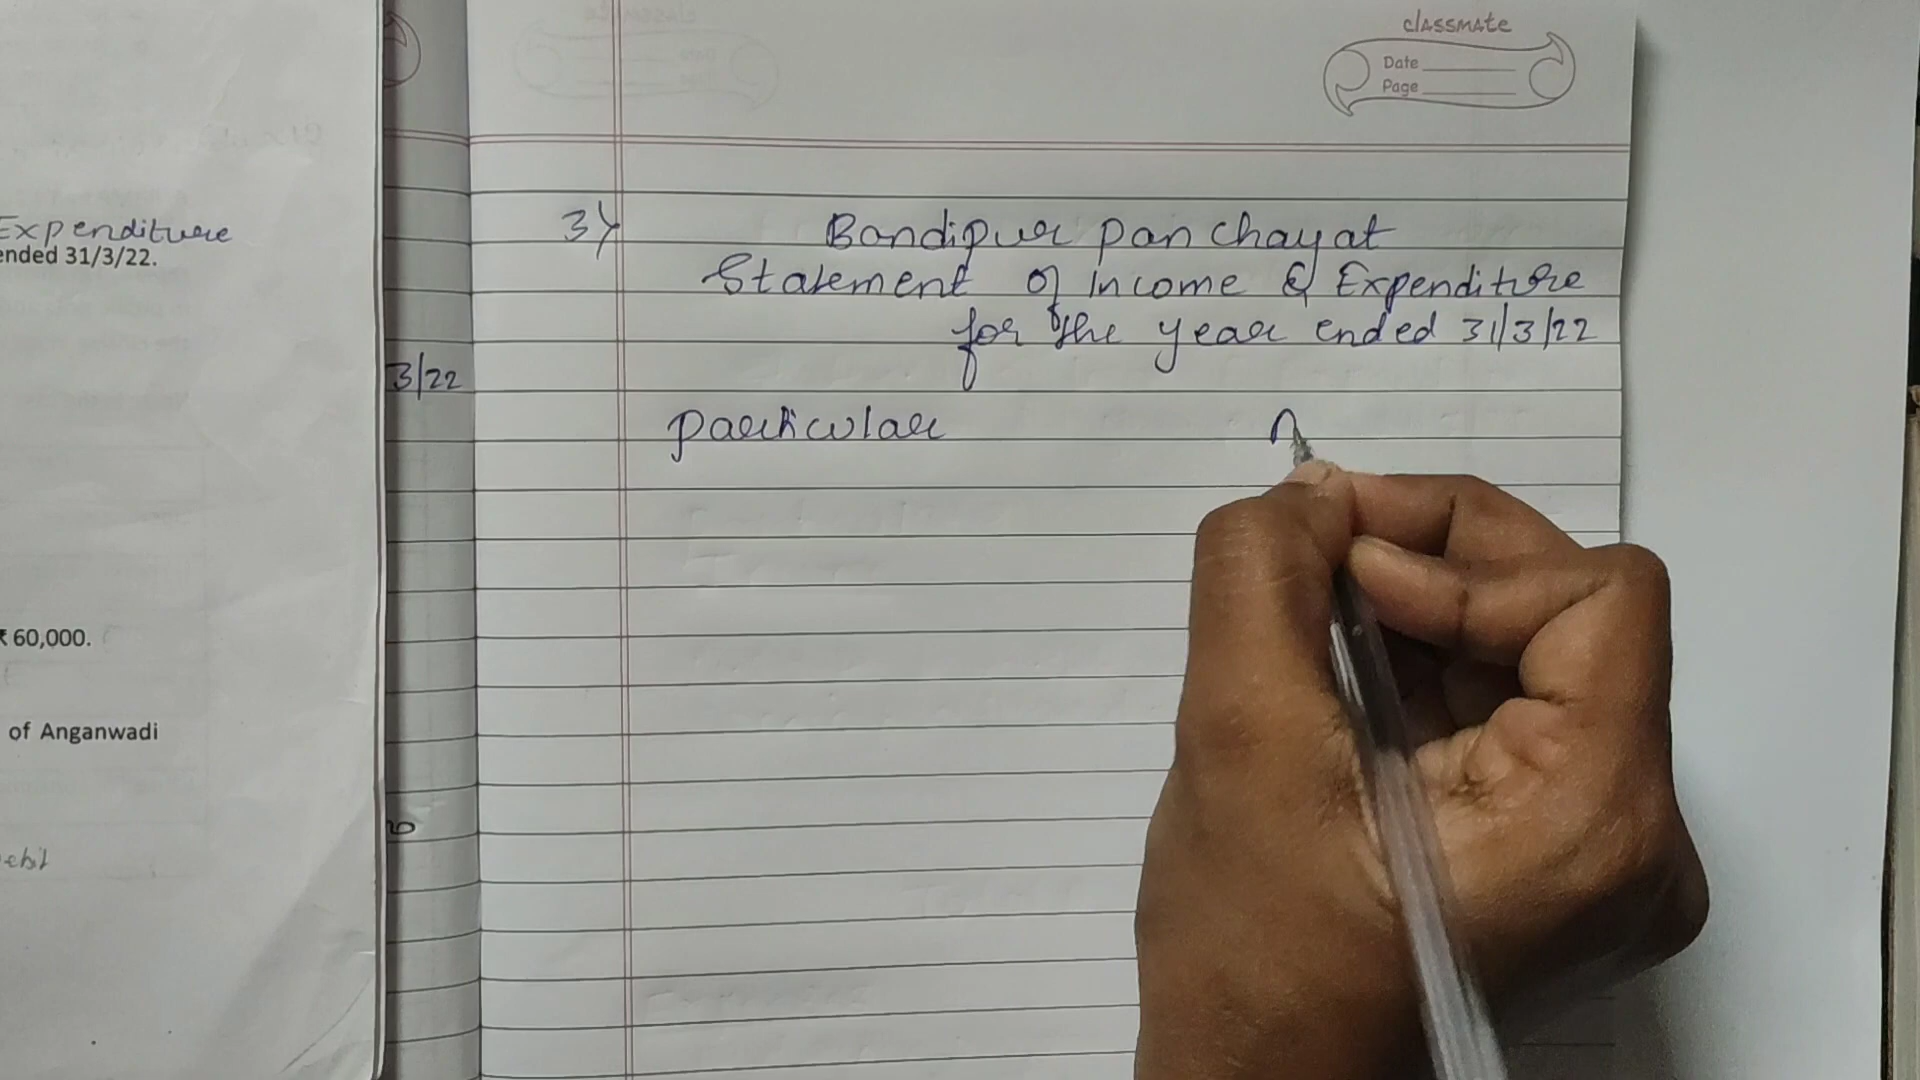 Expenditure
ended 31/3/22.
₹ 60,000.
of Anganwadi
3/22
classmate
Date
Page
3)
Bandipur Panchayat
Statement of Income & Expenditure
for the year ended 31/3/22
Particular